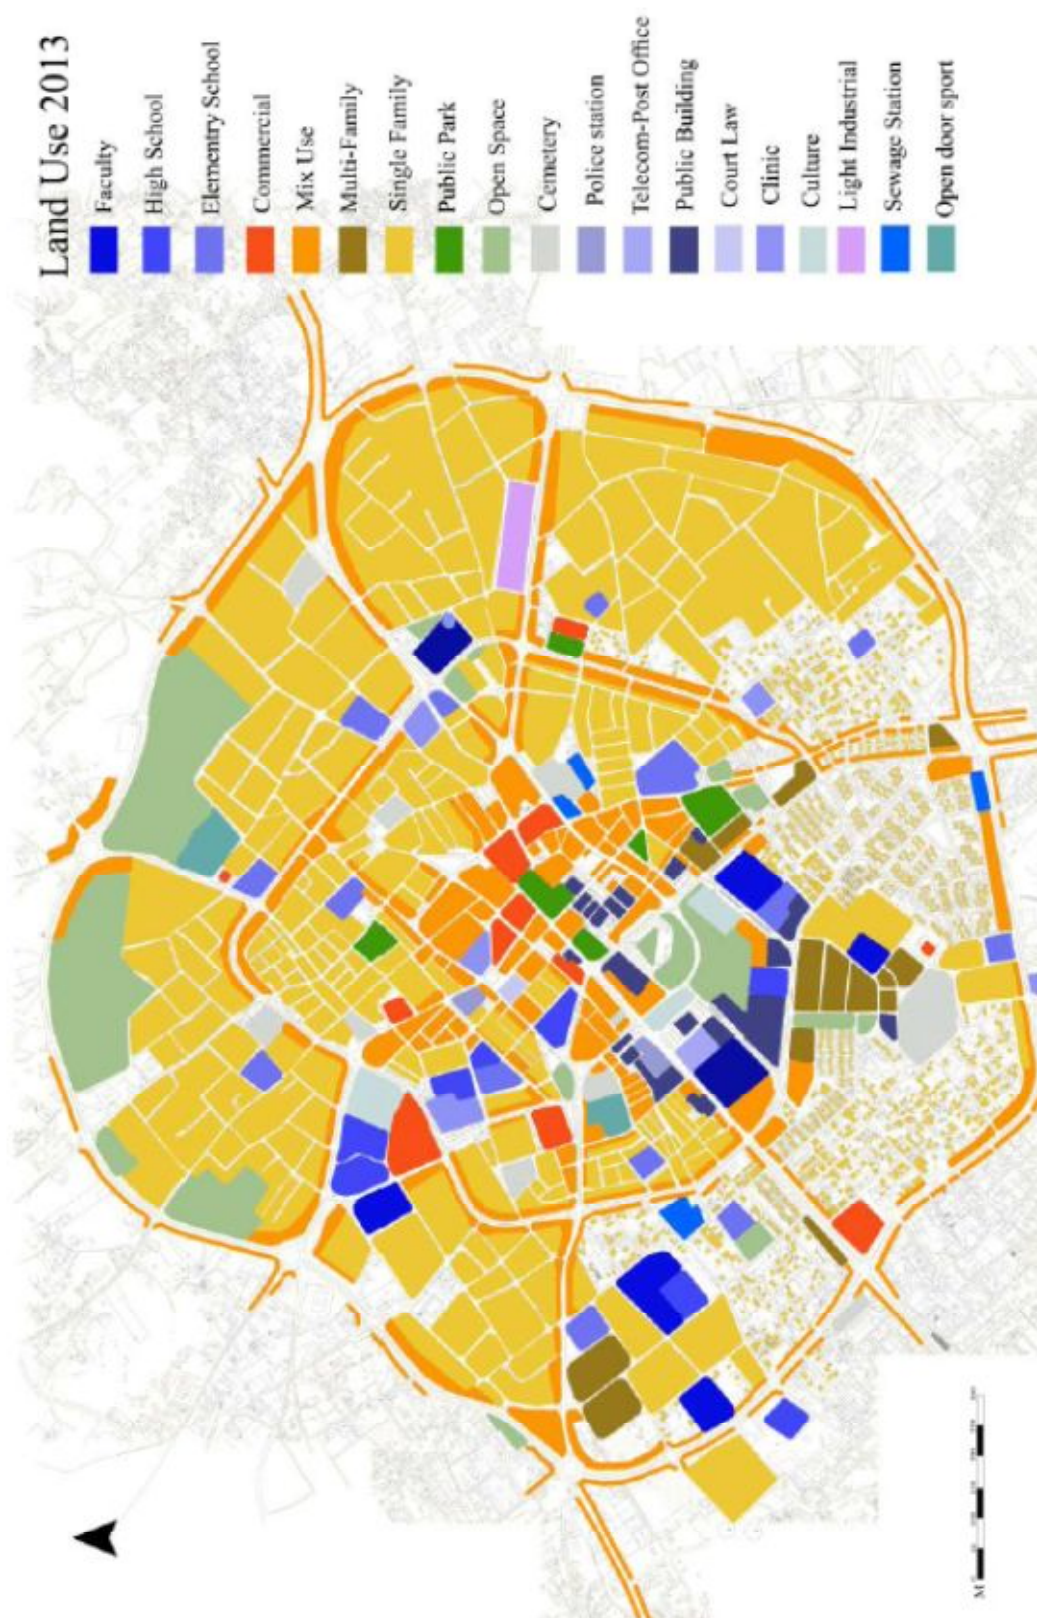 Land Use 2013
Faculty
High School
Elementry School
Commercial
Mix Use
Multi-Family
Single Family
Public Park
Open Space
Cemetery
Police station
Telecom-Post Office
Public Building
Court Law
Clinic
Culture
Light Industrial
Sewage Station
Open door sport
M